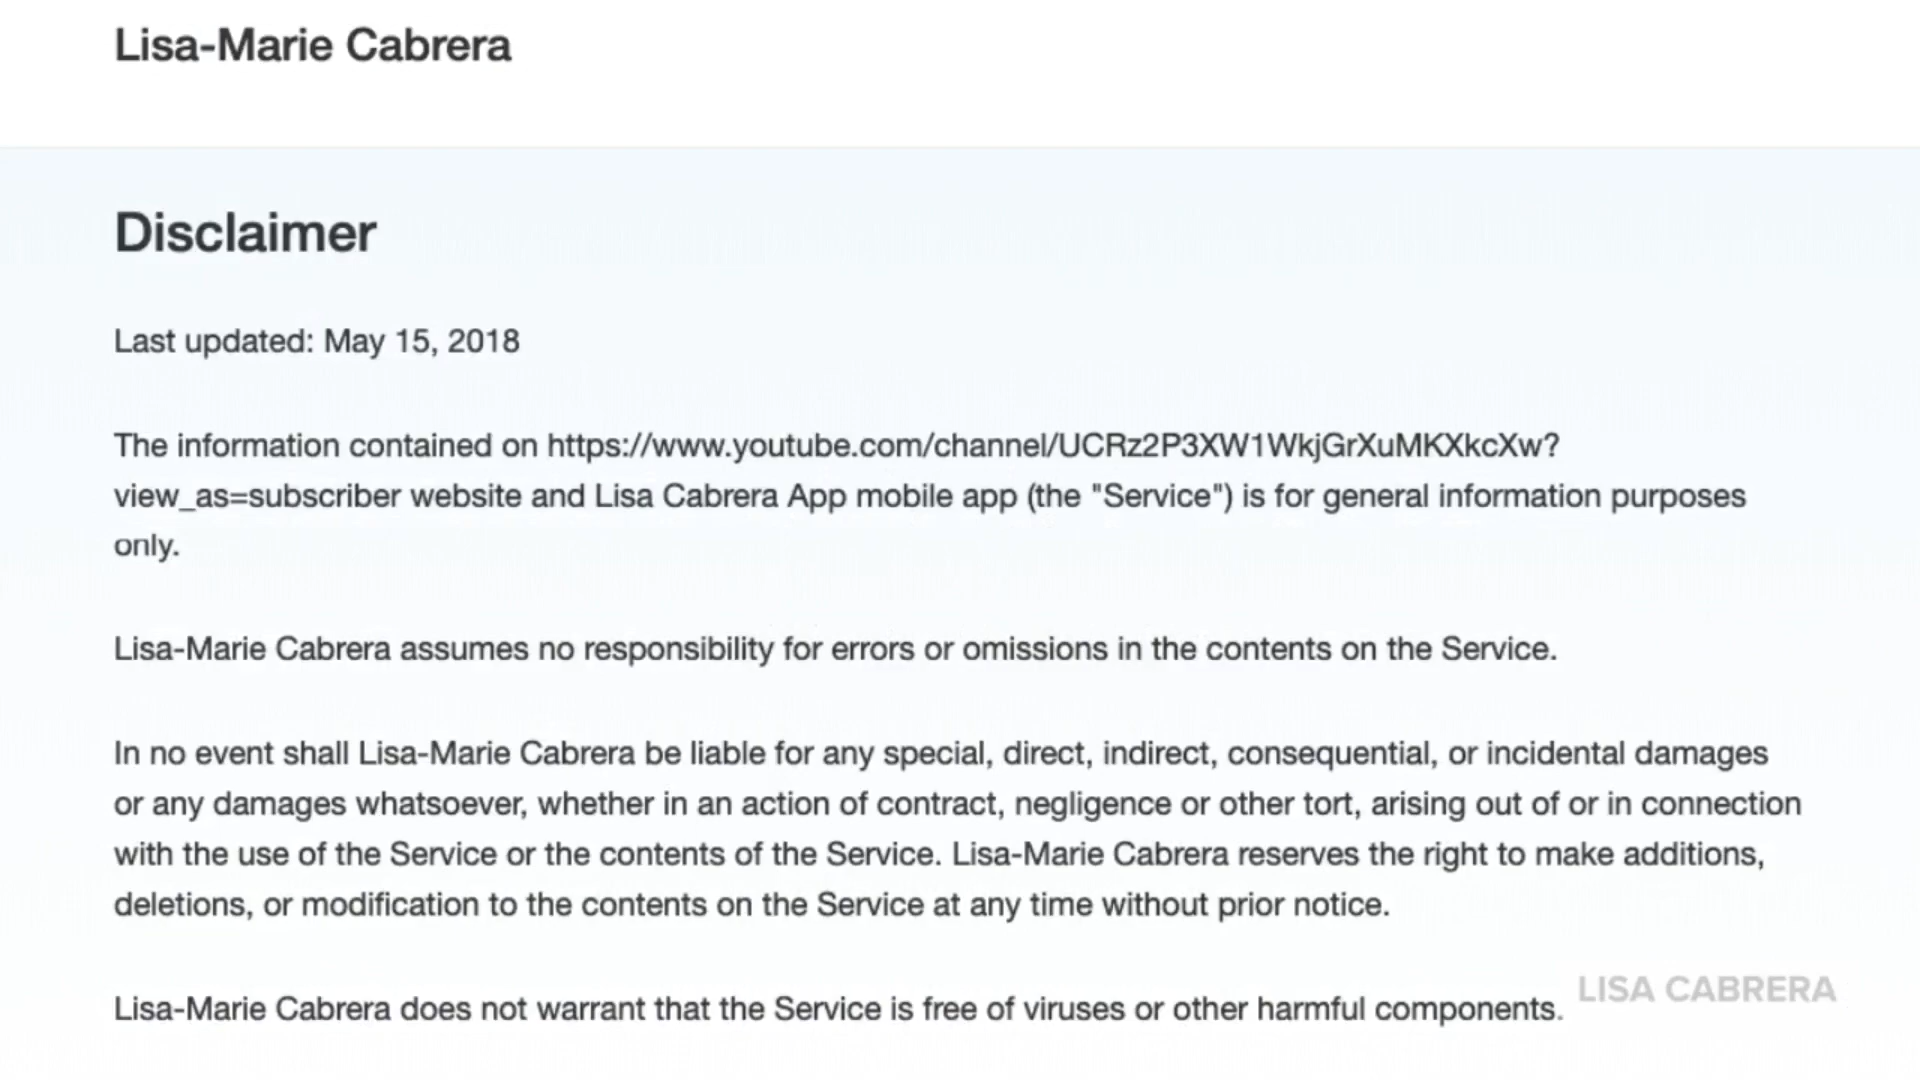 Lisa-Marie Cabrera
Disclaimer
Last updated: May 15, 2018
The information contained on https://www.youtube.com/channel/UCRz2P3XW1WkjGrXuMKXkcXw?
view_as=subscriber website and Lisa Cabrera App mobile app (the "Service") is for general information purposes
only.
Lisa-Marie Cabrera assumes no responsibility for errors or omissions in the contents on the Service.
In no event shall Lisa-Marie Cabrera be liable for any special, direct, indirect, consequential, or incidental damages
or any damages whatsoever, whether in an action of contract, negligence or other tort, arising out of or in connection
with the use of the Service or the contents of the Service. Lisa-Marie Cabrera reserves the right to make additions,
deletions, or modification to the contents on the Service at any time without prior notice.
Lisa-Marie Cabrera does not warrant that the Service is free of viruses or other harmful components.
LISA CABRERA